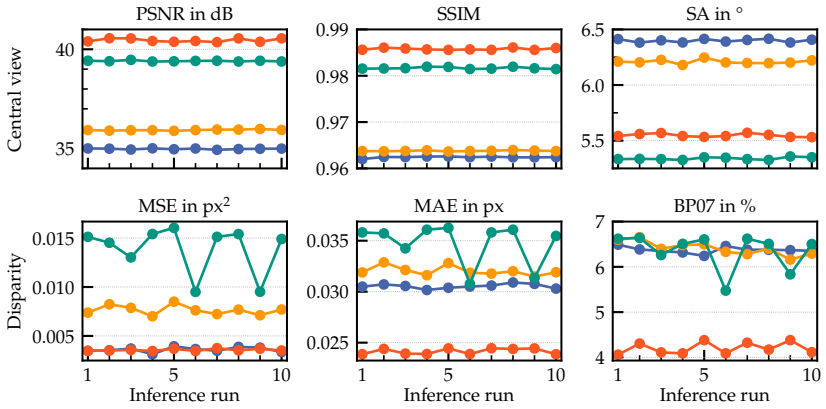 PSNR in dB
SSIM
SA in °
Central view
40
35
0.99
0.98
0.96
0.96
6.5
6.0
5.5
MSE in px²
MAE in px
BP07 in %
Disparity
0.015
0.010
0.005
0.035
0.030
0.025
7
6
5
4
1
5
10
1
5
10
1
5
10
Inference run
Inference run
Inference run